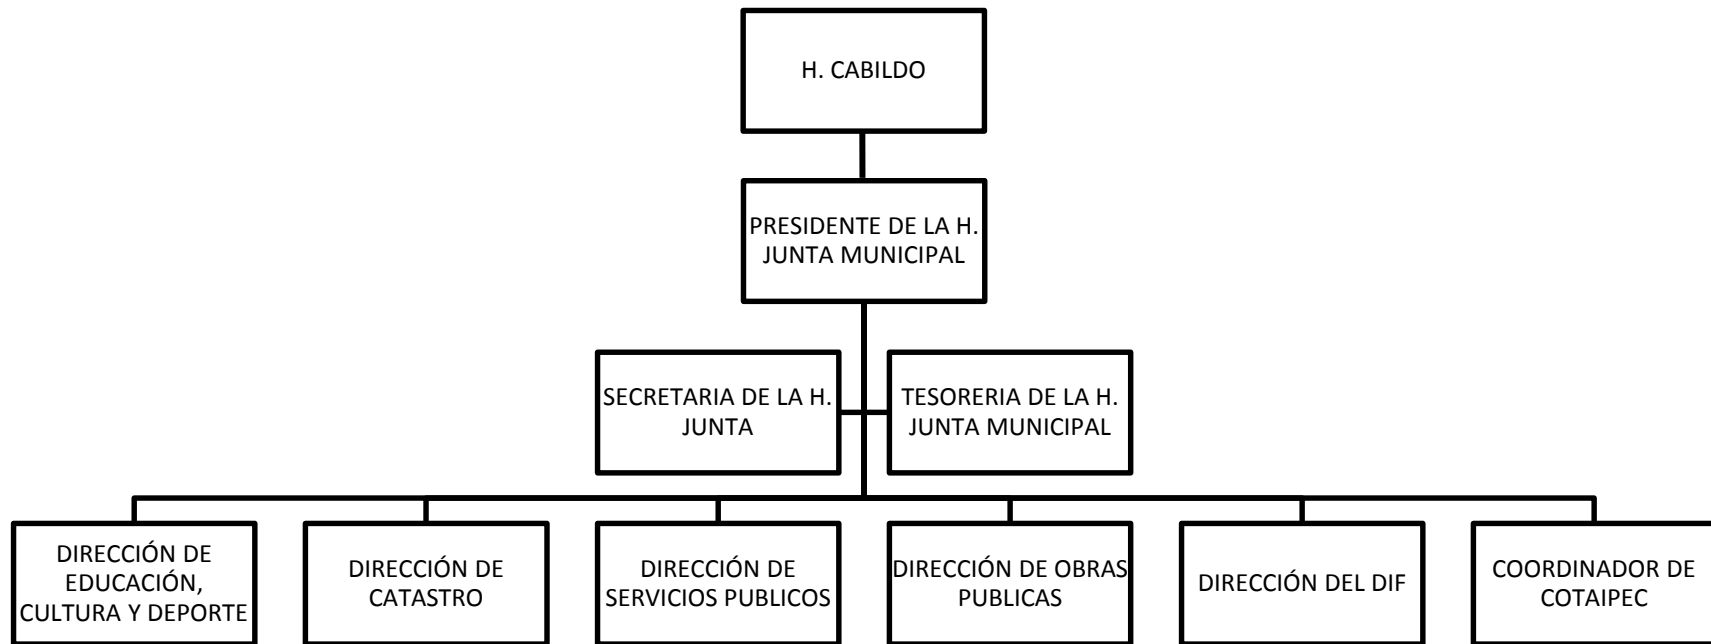 H. CABILDO
PRESIDENTE DE LA H.
JUNTA MUNICIPAL
SECRETARIA DE LA H.
JUNTA
TESORERIA DE LA H.
JUNTA MUNICIPAL
DIRECCIÓN DE
EDUCACIÓN,
CULTURA Y DEPORTE
DIRECCIÓN DE
CATASTRO
DIRECCIÓN DE
SERVICIOS PUBLICOS
DIRECCIÓN DE OBRAS
PUBLICAS
DIRECCIÓN DEL DIF
COORDINADOR DE
COTAIPEC